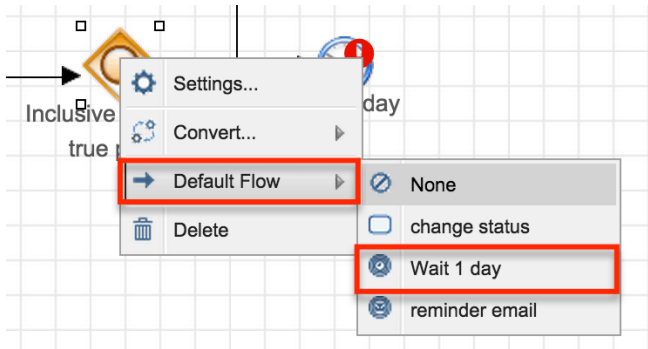 Settings...
Inclusive
day
Convert...
true
Default Flow
None
Delete
change status
Wait 1 day
reminder email